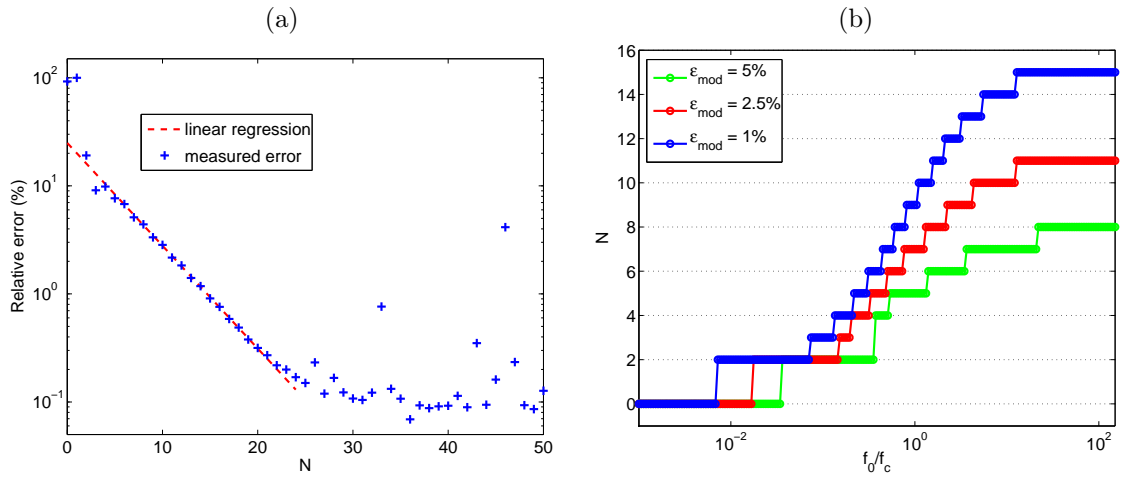 (a)
10^2
10^1
10^0
10^-1
Relative error (%)
0 10 20 30 40 50
N
linear regression
measured error
(b)
16
14
12
10
8
6
4
2
0
N
10^-2 10^0 10^2
f_0/f_c
ε_mod = 5%
ε_mod = 2.5%
ε_mod = 1%